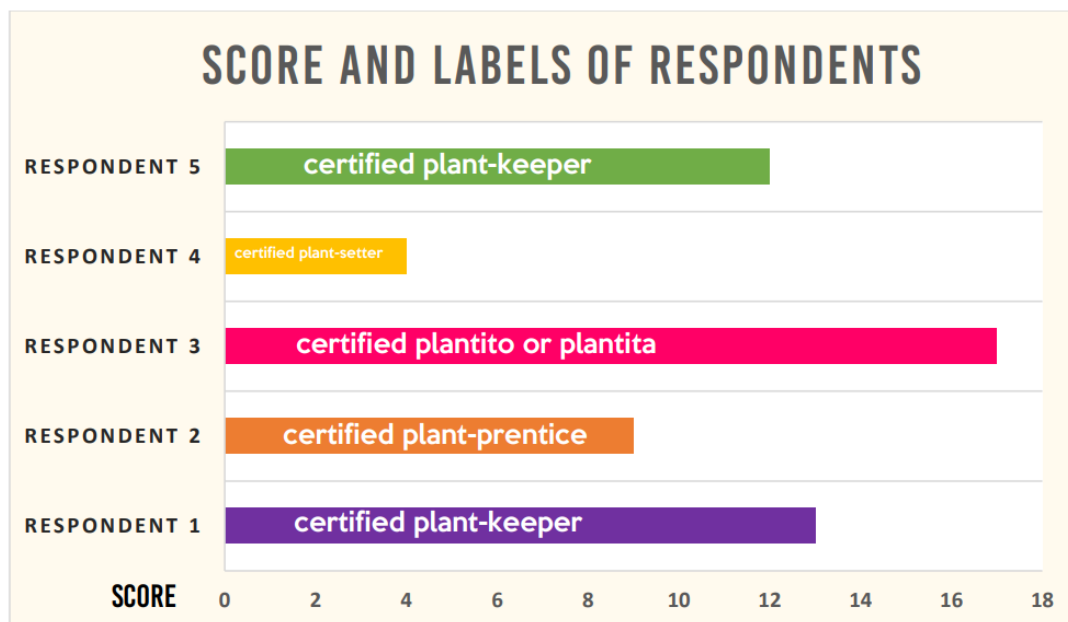 SCORE AND LABELS OF RESPONDENTS
RESPONDENT 5
certified plant-keeper
RESPONDENT 4
certified plant-setter
RESPONDENT 3
certified plantito or plantita
RESPONDENT 2
certified plant-prentice
RESPONDENT 1
certified plant-keeper
SCORE 0 2 4 6 8 10 12 14 16 18